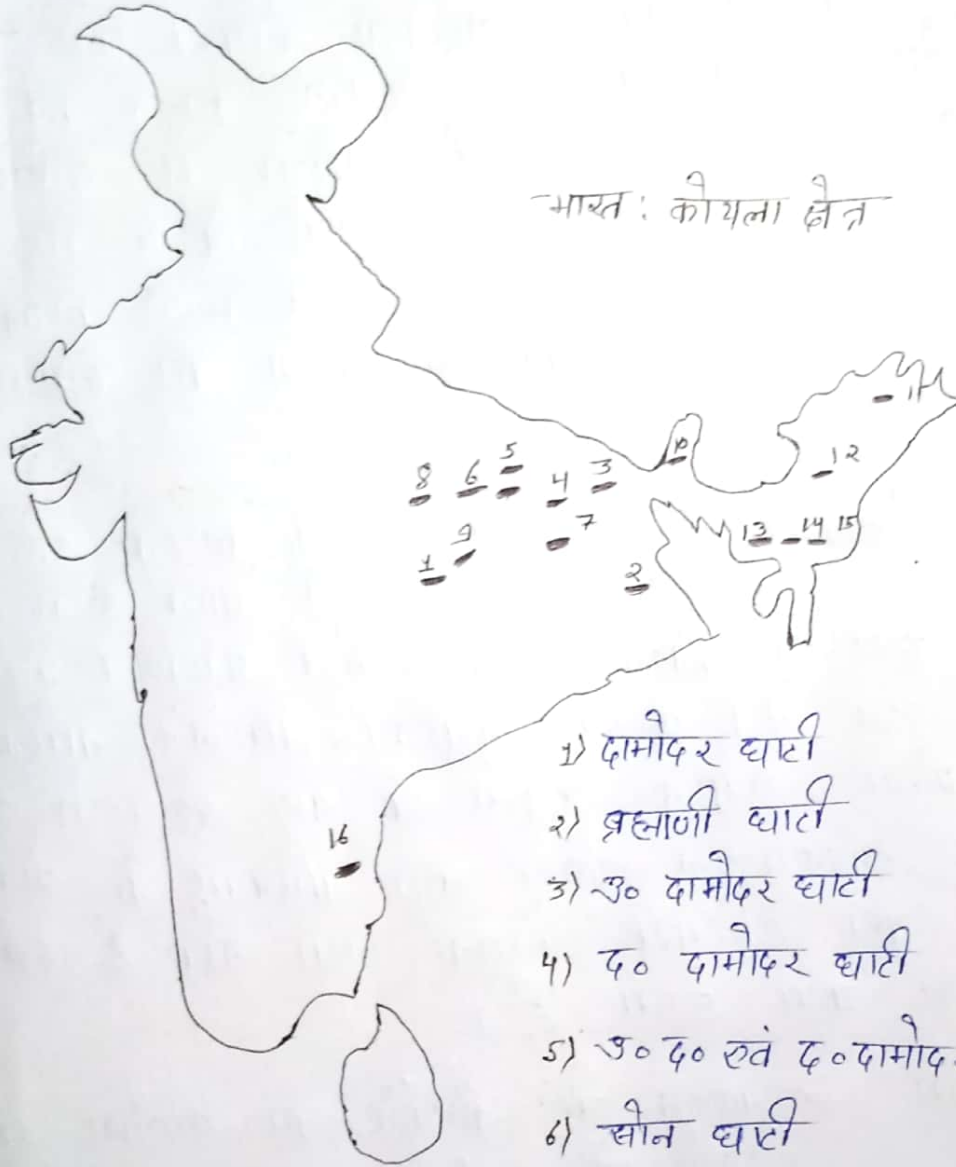 भारत: कोयला क्षेत्र
11
10
12
5
8 6 4 3
7
13 14 15
9
1
2
16
1) दामोदर घाटी
2) ब्रह्माणी घाटी
3) उ० दामोदर घाटी
4) द० दामोदर घाटी
5) उ० द० एवं द० दामोद
6) सोन घाटी